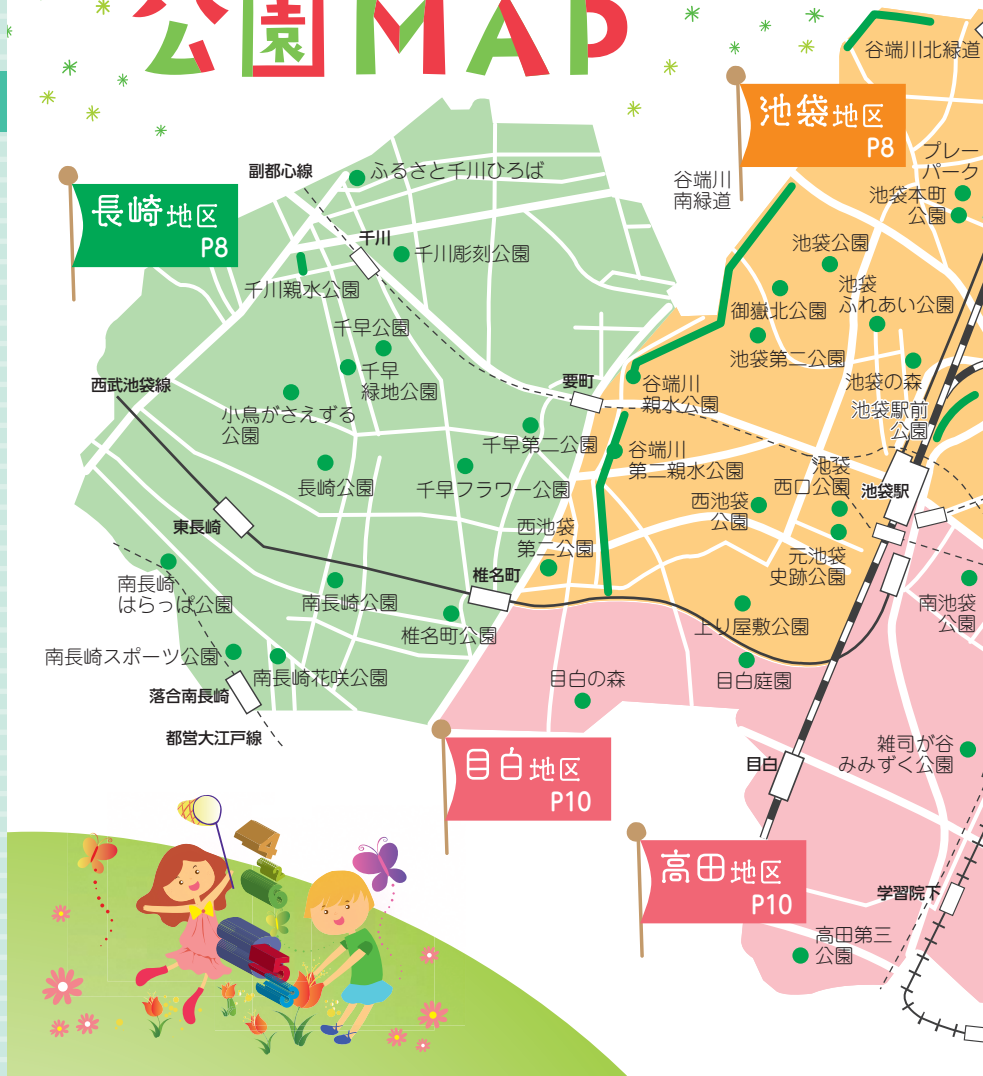 公園MAP
谷端川北緑道
池袋地区
P8
プレー
パーク
池袋本町
公園
谷端川
南緑道
副都心線
ふるさと千川ひろば
長崎地区
P8
千川
千川彫刻公園
千川親水公園
池袋公園
池袋
ふれあい公園
御嶽北公園
千早公園
千早
緑地公園
池袋第二公園
池袋の森
西武池袋線
要町
谷端川
親水公園
池袋駅前
公園
小鳥がさえずる
公園
千早第二公園
谷端川
第二親水公園
池袋
西口公園
池袋駅
長崎公園
千早フラワー公園
西池袋
公園
東長崎
西池袋
第二公園
元池袋
史跡公園
椎名町
南長崎
はらっぱ公園
南長崎公園
南池袋
公園
椎名町公園
上り屋敷公園
南長崎スポーツ公園
南長崎花咲公園
目白の森
目白庭園
落合南長崎
都営大江戸線
目白地区
P10
目白
雑司が谷
みみずく公園
高田地区
P10
学習院下
高田第三
公園